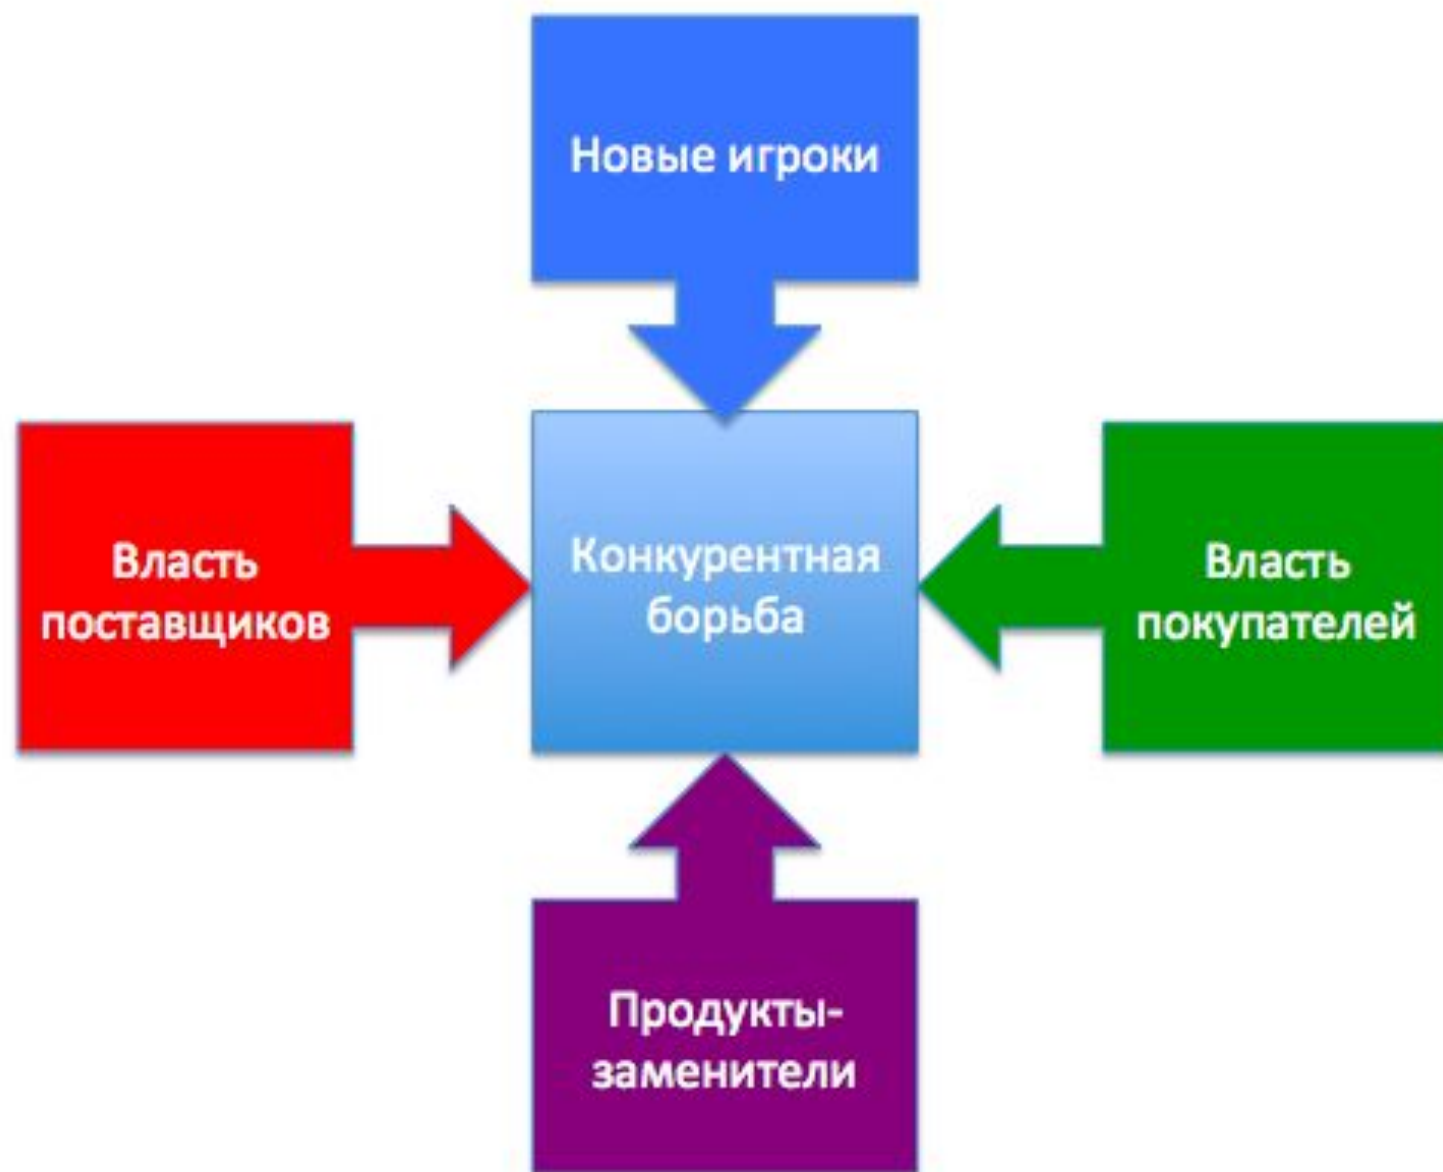 Новые игроки
Власть
поставщиков
Конкурентная
борьба
Власть
покупателей
Продукты-
заменители